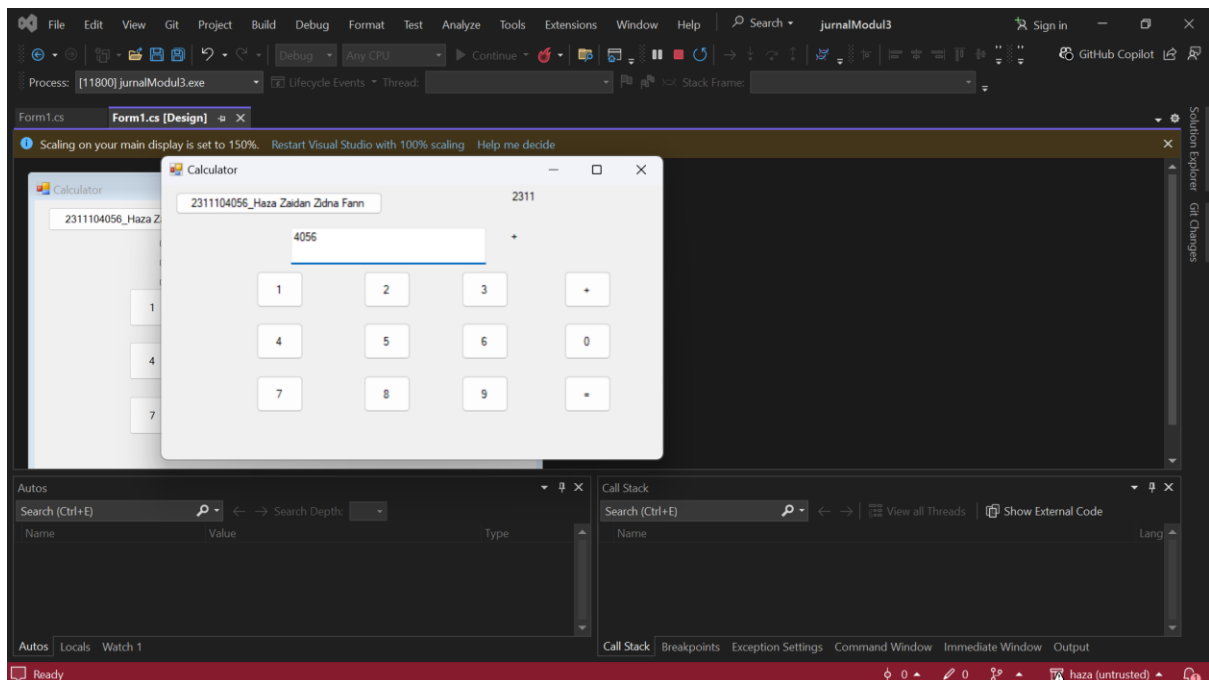 File Edit View Git Project Build Debug Format Test Analyze Tools Extensions Window Help Search jurnalModul3 Sign in
Debug Any CPU Continue GitHub Copilot
Process: [11800] jurnalModul3.exe Lifecycle Events Thread: Stack Frame:
Form1.cs Form1.cs [Design]
Scaling on your main display is set to 150%. Restart Visual Studio with 100% scaling Help me decide
Calculator
2311104056_Haza Z
1
4
7
Calculator
2311104056_Haza Zaidan Zidna Fann 2311
4056 +
1 2 3 +
4 5 6 0
7 8 9 =
Solution Explorer
Git Changes
Autos
Search (Ctrl+E) Search Depth:
Name Value Type
Autos Locals Watch 1
Call Stack
Search (Ctrl+E) View all Threads Show External Code
Name Lang
Call Stack Breakpoints Exception Settings Command Window Immediate Window Output
Ready 0 0 haza (untrusted)